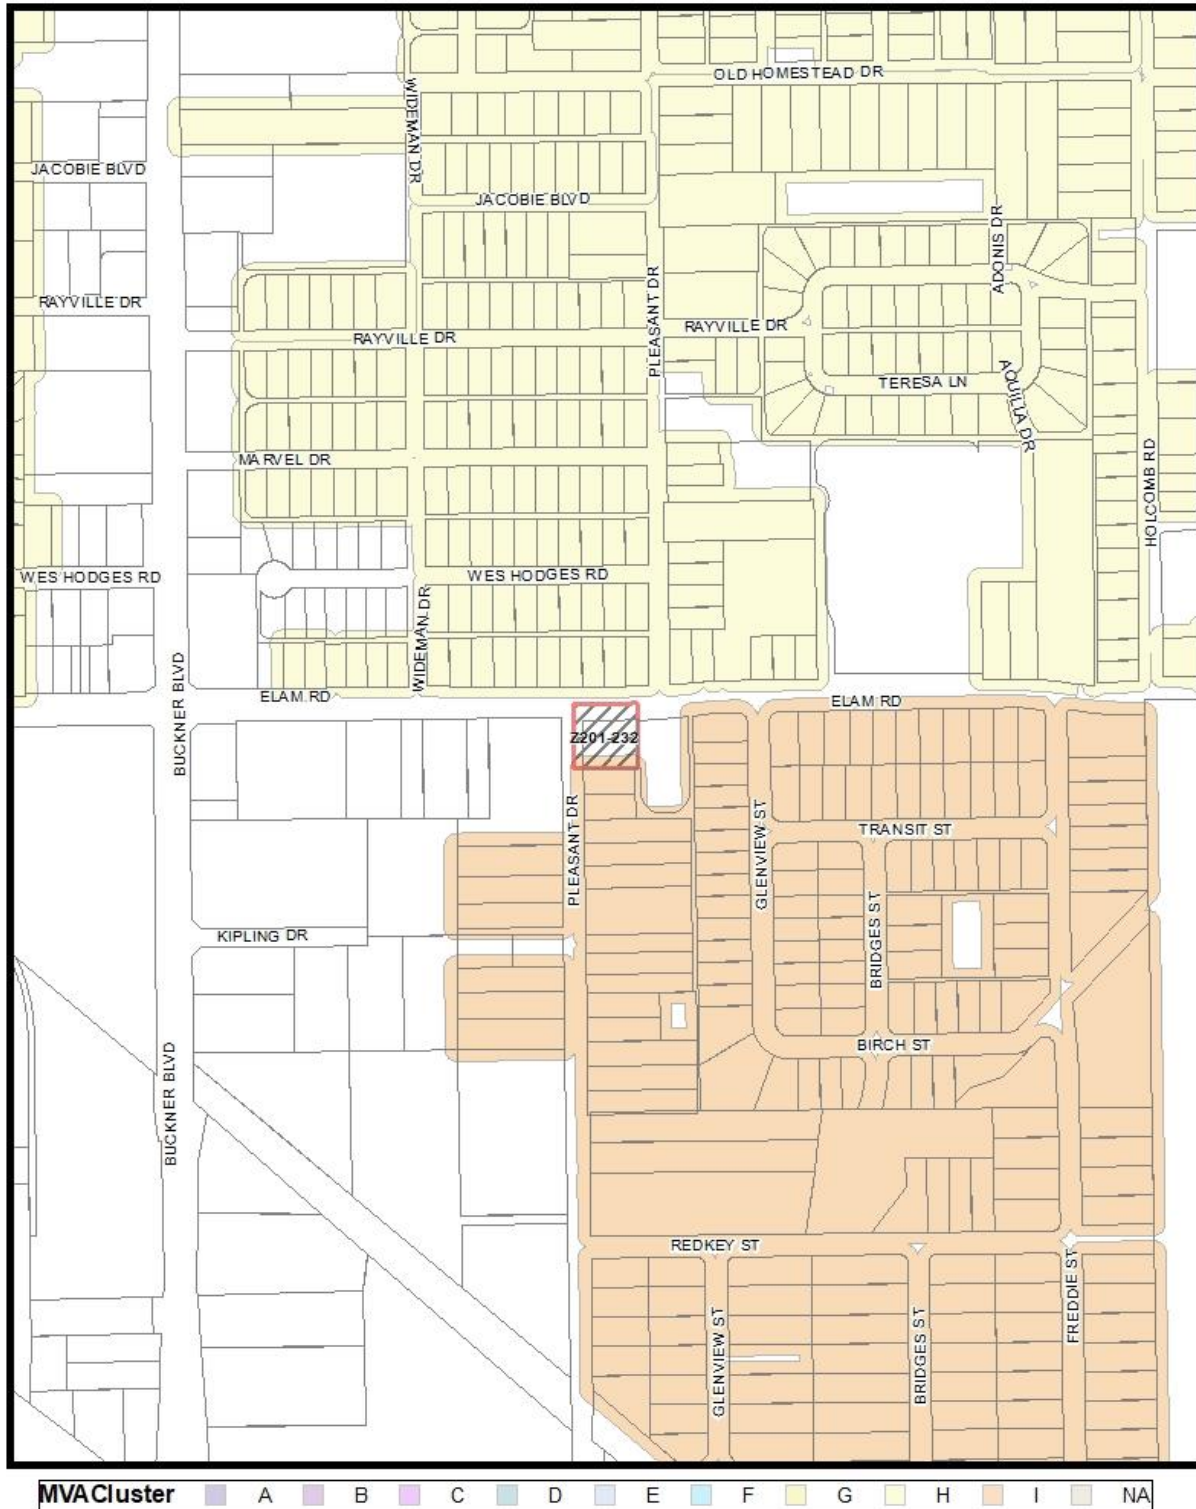 OLD HOMESTEAD DR
WIDEMAN DR
JACOBIE BLVD
JACOBIE BLVD
ADONIS DR
PLEASANT DR
RAYVILLE DR
RAYVILLE DR
RAYVILLE DR
TERESA LN
AQUILLA DR
MARVEL DR
HOLCOMB RD
WES HODGES RD
WES HODGES RD
WIDEMAN DR
BUCKNER BLVD
ELAM RD
ELAM RD
Z201-232
PLEASANT DR
GLENVIEW ST
TRANSIT ST
BRIDGES ST
KIPLING DR
BIRCH ST
BUCKNER BLVD
REDKEY ST
FREDDIE ST
GLENVIEW ST
BRIDGES ST
MVACluster A B C D E F G H I NA